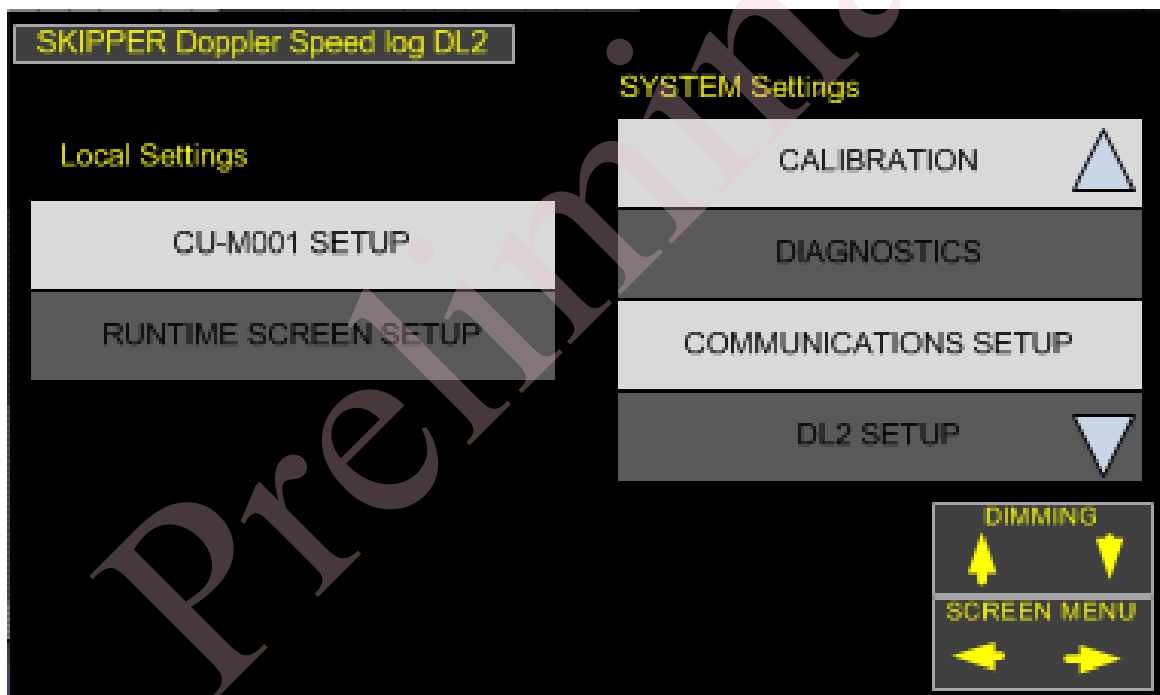 SKIPPER Doppler Speed log DL2
Local Settings
CU-M001 SETUP
RUNTIME SCREEN SETUP
SYSTEM Settings
CALIBRATION
DIAGNOSTICS
COMMUNICATIONS SETUP
DL2 SETUP
DIMMING
SCREEN MENU
Prelimina